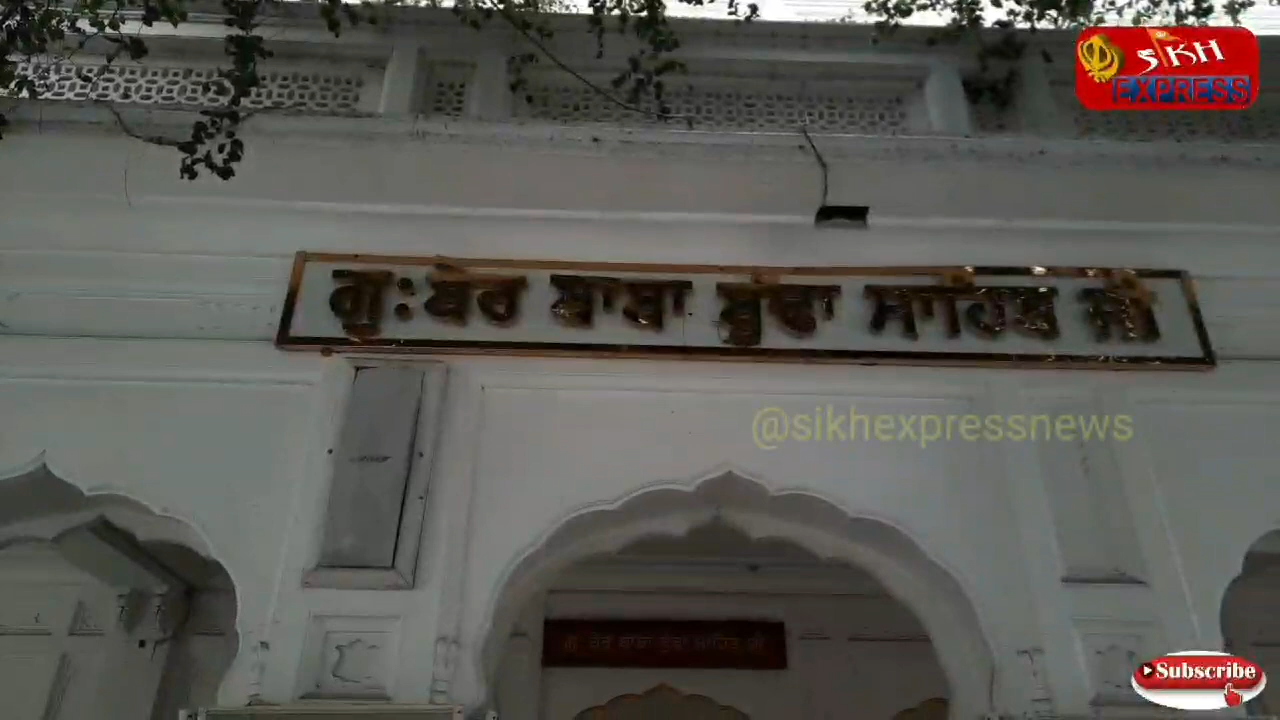 SIKH
EXPRESS
ਗੁ: ਬੇਰ ਬਾਬਾ ਬੁੱਢਾ ਸਾਹਿਬ ਜੀ
@sikhexpressnews
ਸ੍ਰੀ ਬੇਰ ਬਾਬਾ ਬੁੱਢਾ ਸਾਹਿਬ ਜੀ
Subscribe